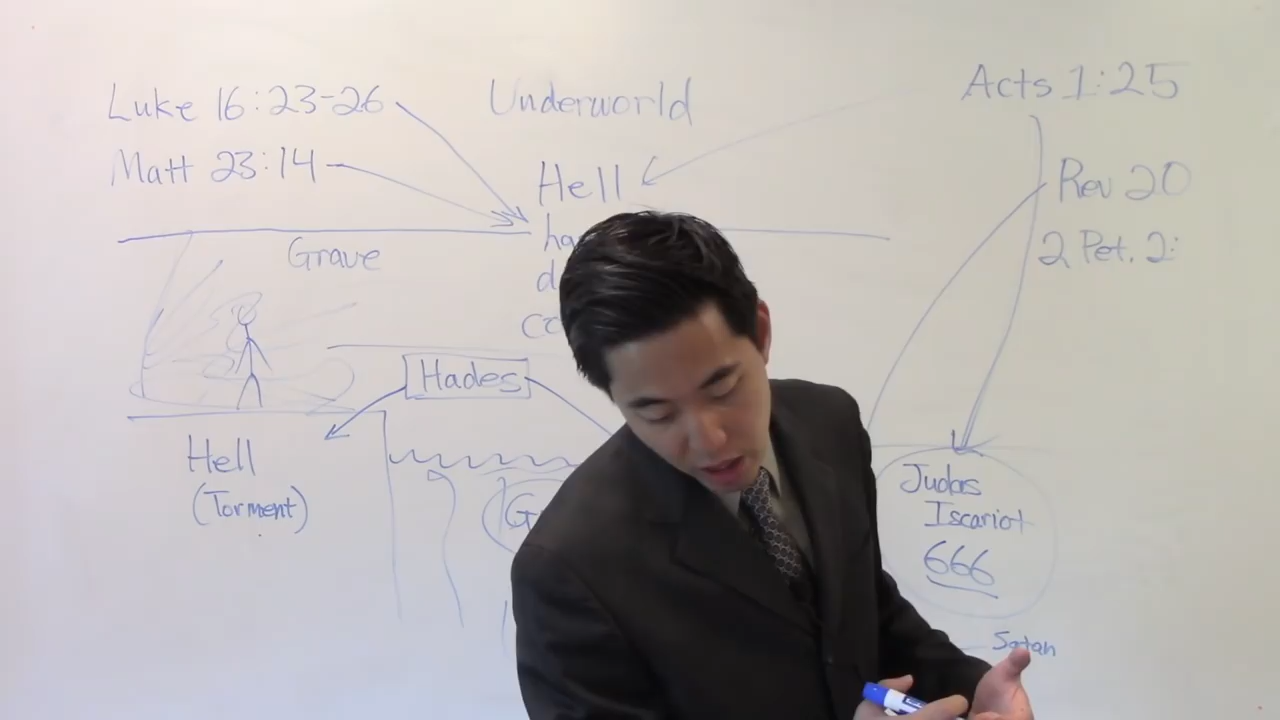 Luke 16:23-26
Underworld
Acts 1:25
Matt 23:14
Hell
Rev 20
2 Pet. 2:
Grave
Hades
Hell
(Torment)
Judas
Iscariot
666
Satan